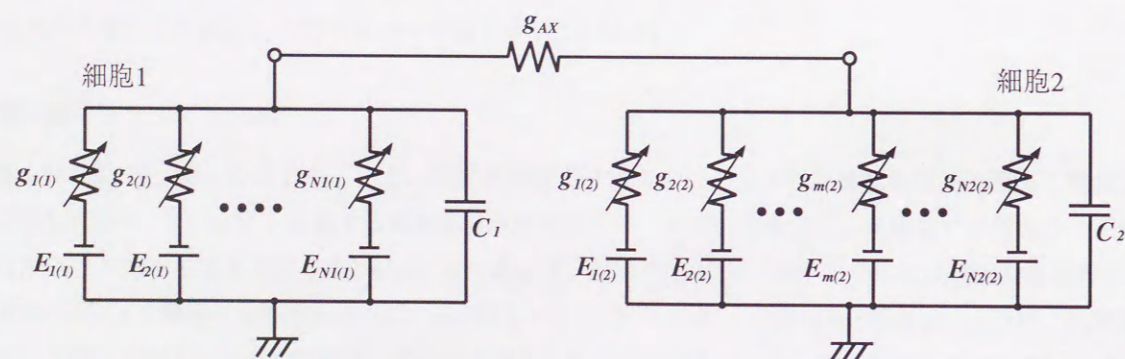 g_AX
細胞1
細胞2
g_1(1) g_2(1) g_N1(1) C_1
E_1(1) E_2(1) E_N1(1)
g_1(2) g_2(2) g_m(2) g_N2(2) C_2
E_1(2) E_2(2) E_m(2) E_N2(2)